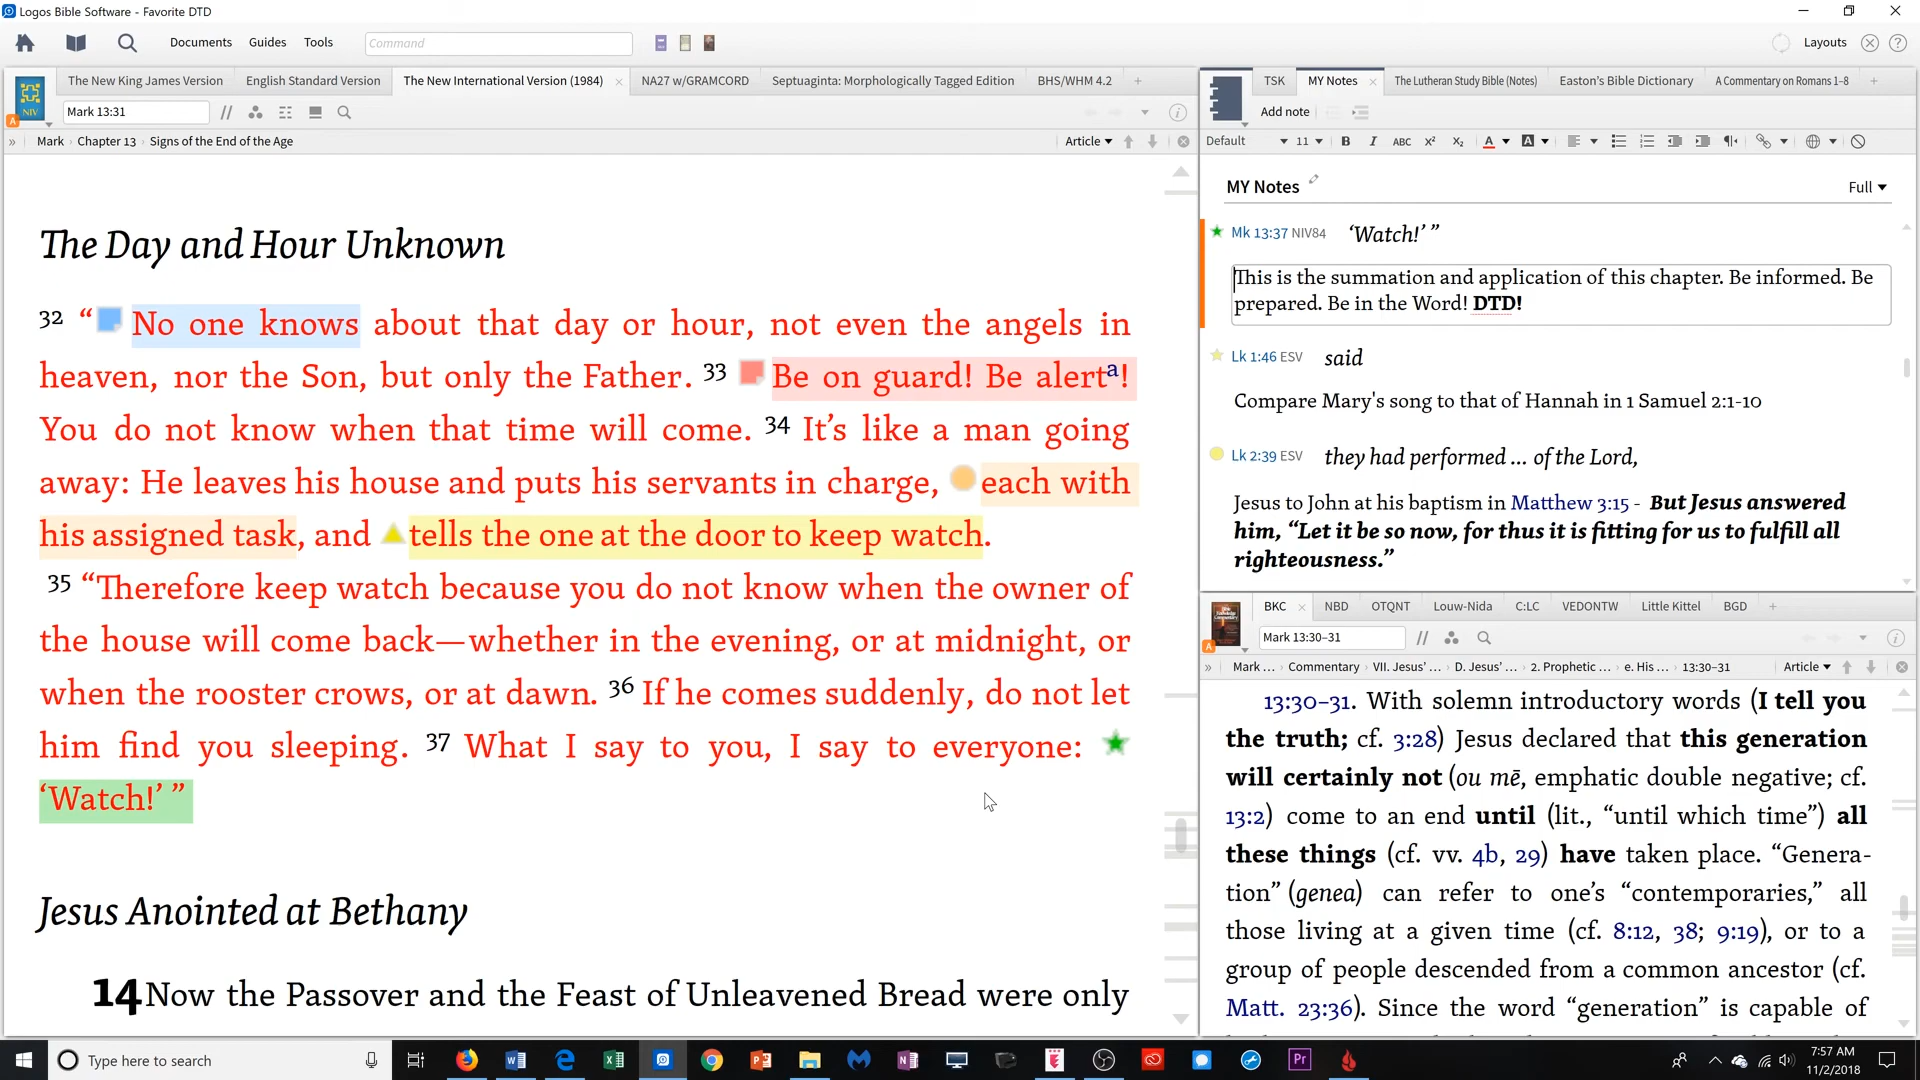 Logos Bible Software - Favorite DTD
Documents Guides Tools Command Layouts
The New King James Version English Standard Version The New International Version (1984) NA27 w/GRAMCORD Septuaginta: Morphologically Tagged Edition BHS/WHM 4.2
NIV
A
Mark 13:31
Mark › Chapter 13 › Signs of the End of the Age Article
The Day and Hour Unknown
32 “ No one knows about that day or hour, not even the angels in
heaven, nor the Son, but only the Father. 33 Be on guard! Be alertᵃ!
You do not know when that time will come. 34 It’s like a man going
away: He leaves his house and puts his servants in charge, each with
his assigned task, and tells the one at the door to keep watch.
35 “Therefore keep watch because you do not know when the owner of
the house will come back—whether in the evening, or at midnight, or
when the rooster crows, or at dawn. 36 If he comes suddenly, do not let
him find you sleeping. 37 What I say to you, I say to everyone:
‘Watch!’ ”
Jesus Anointed at Bethany
14 Now the Passover and the Feast of Unleavened Bread were only
TSK MY Notes The Lutheran Study Bible (Notes) Easton’s Bible Dictionary A Commentary on Romans 1–8
Add note
Default 11 B I ABC X² X₂ A A
MY Notes Full
Mk 13:37 NIV84 ‘Watch!’ ”
This is the summation and application of this chapter. Be informed. Be
prepared. Be in the Word! DTD!
Lk 1:46 ESV said
Compare Mary's song to that of Hannah in 1 Samuel 2:1-10
Lk 2:39 ESV they had performed ... of the Lord,
Jesus to John at his baptism in Matthew 3:15 - But Jesus answered
him, “Let it be so now, for thus it is fitting for us to fulfill all
righteousness.”
BKC NBD OTQNT Louw-Nida C:LC VEDONTW Little Kittel BGD
A
Mark 13:30–31
Mark ... › Commentary › VII. Jesus’ ... › D. Jesus’ ... › 2. Prophetic ... › e. His ... › 13:30–31 Article
13:30–31. With solemn introductory words (I tell you
the truth; cf. 3:28) Jesus declared that this generation
will certainly not (ou mē, emphatic double negative; cf.
13:2) come to an end until (lit., “until which time”) all
these things (cf. vv. 4b, 29) have taken place. “Genera-
tion” (genea) can refer to one’s “contemporaries,” all
those living at a given time (cf. 8:12, 38; 9:19), or to a
group of people descended from a common ancestor (cf.
Matt. 23:36). Since the word “generation” is capable of
Type here to search
Pr
7:57 AM
11/2/2018